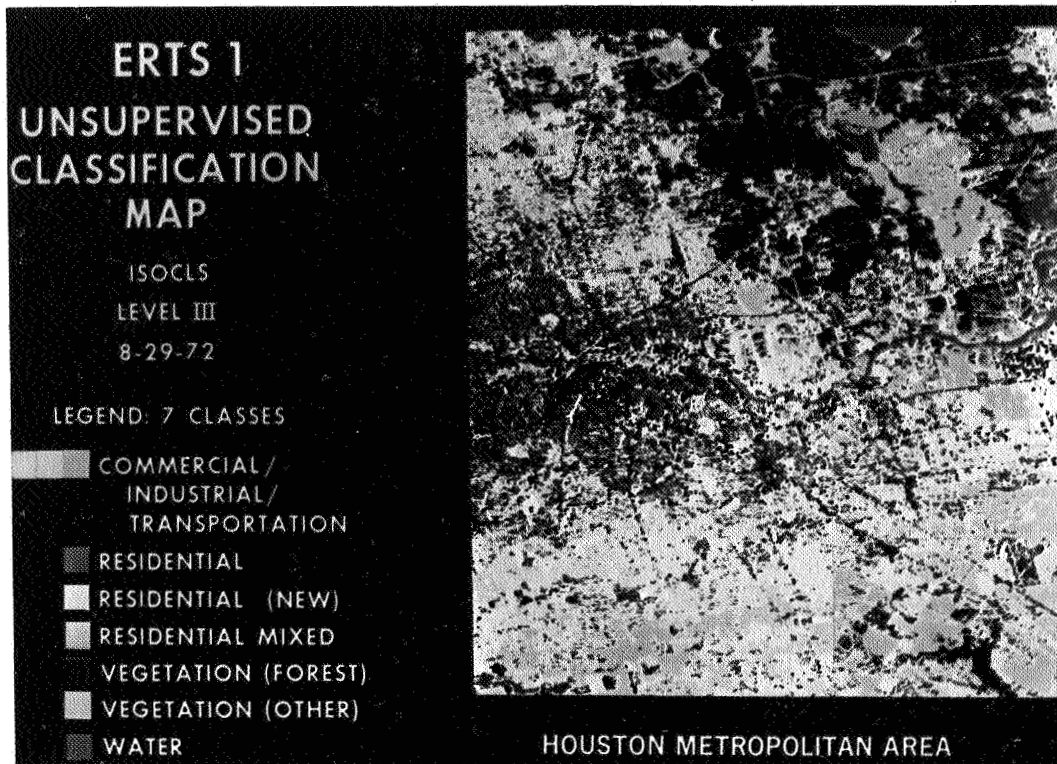 ERTS 1
UNSUPERVISED
CLASSIFICATION
MAP
ISOCLS
LEVEL III
8-29-72
LEGEND: 7 CLASSES
COMMERCIAL/
INDUSTRIAL/
TRANSPORTATION
RESIDENTIAL
RESIDENTIAL (NEW)
RESIDENTIAL MIXED
VEGETATION (FOREST)
VEGETATION (OTHER)
WATER
HOUSTON METROPOLITAN AREA